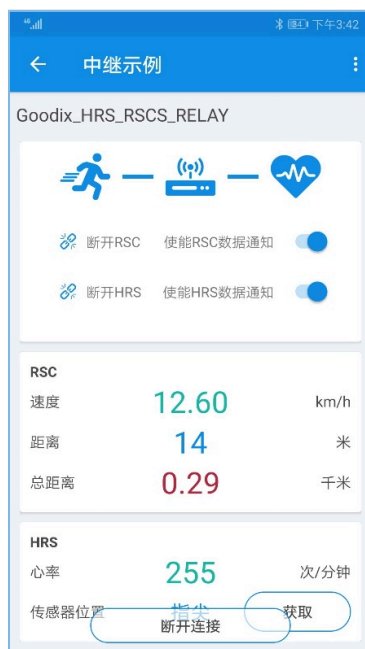 下午3:42
中继示例
Goodix_HRS_RSCS_RELAY
断开RSC 使能RSC数据通知
断开HRS 使能HRS数据通知
RSC
速度 12.60 km/h
距离 14 米
总距离 0.29 千米
HRS
心率 255 次/分钟
传感器位置 指尖 获取
断开连接